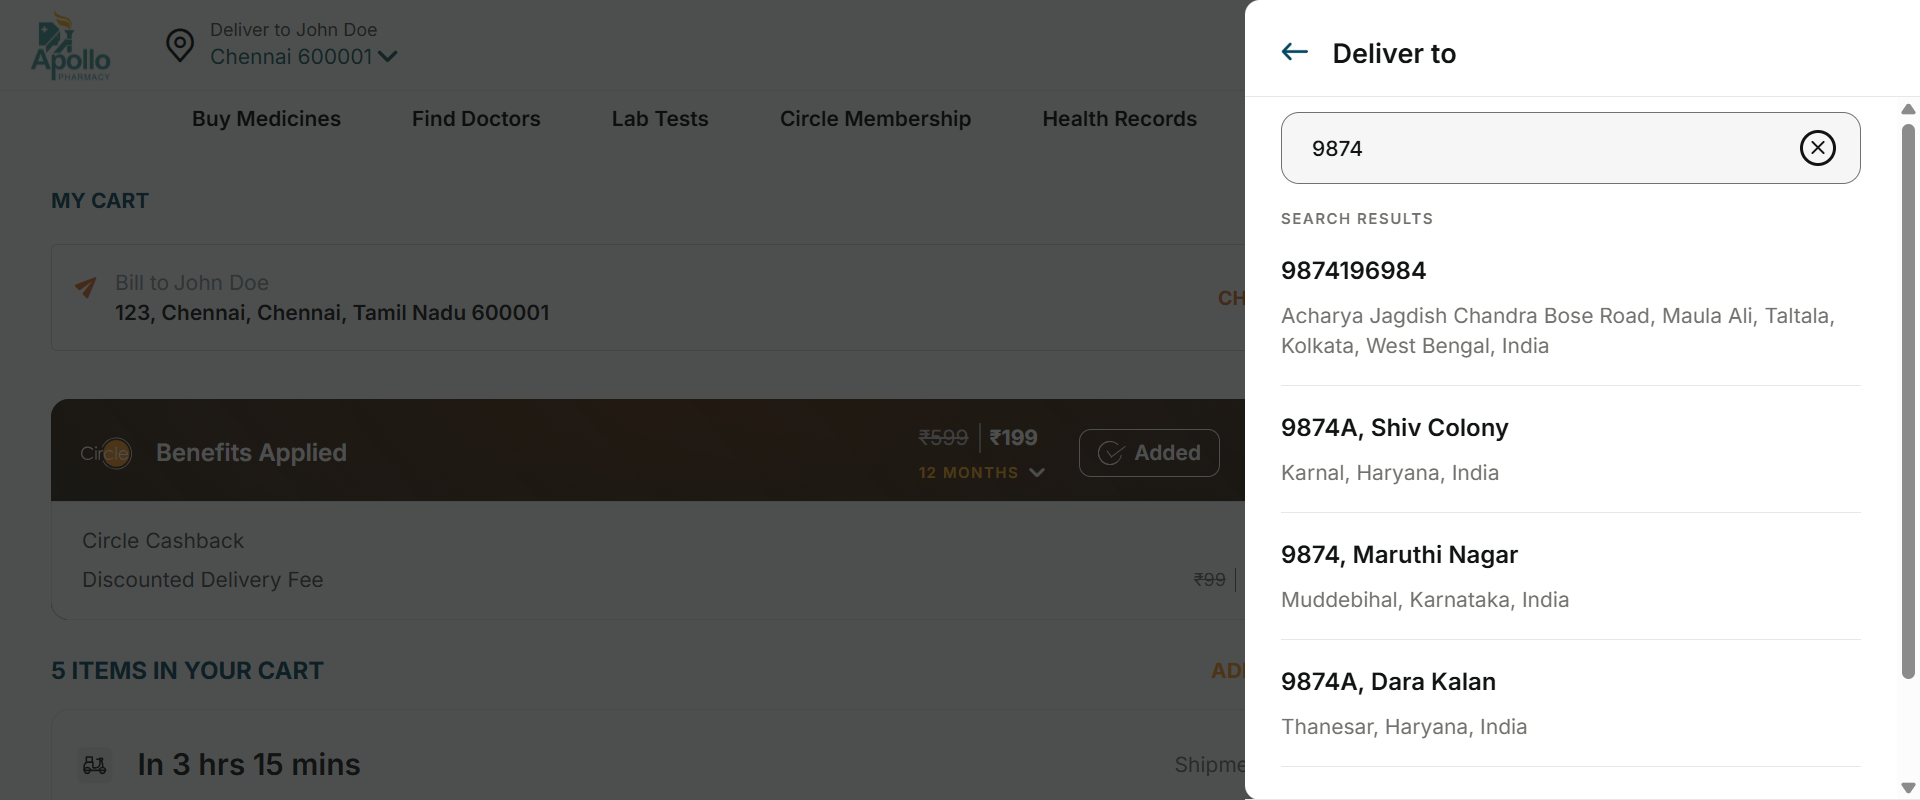 Apollo
PHARMACY
Deliver to John Doe
Chennai 600001
Buy Medicines
Find Doctors
Lab Tests
Circle Membership
Health Records
MY CART
Bill to John Doe
123, Chennai, Chennai, Tamil Nadu 600001
CH
Circle
Benefits Applied
₹599 ₹199
12 MONTHS
Added
Circle Cashback
Discounted Delivery Fee
₹99
5 ITEMS IN YOUR CART
AD
In 3 hrs 15 mins
Shipme
Deliver to
9874
SEARCH RESULTS
9874196984
Acharya Jagdish Chandra Bose Road, Maula Ali, Taltala,
Kolkata, West Bengal, India
9874A, Shiv Colony
Karnal, Haryana, India
9874, Maruthi Nagar
Muddebihal, Karnataka, India
9874A, Dara Kalan
Thanesar, Haryana, India